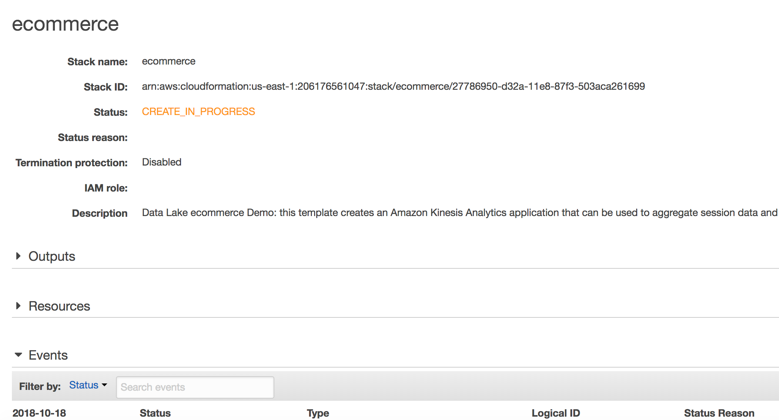 ecommerce
Stack name: ecommerce
Stack ID: arn:aws:cloudformation:us-east-1:206176561047:stack/ecommerce/27786950-d32a-11e8-87f3-503aca261699
Status: CREATE_IN_PROGRESS
Status reason:
Termination protection: Disabled
IAM role:
Description Data Lake ecommerce Demo: this template creates an Amazon Kinesis Analytics application that can be used to aggregate session data and
Outputs
Resources
Events
Filter by: Status Search events
2018-10-18 Status Type Logical ID Status Reason